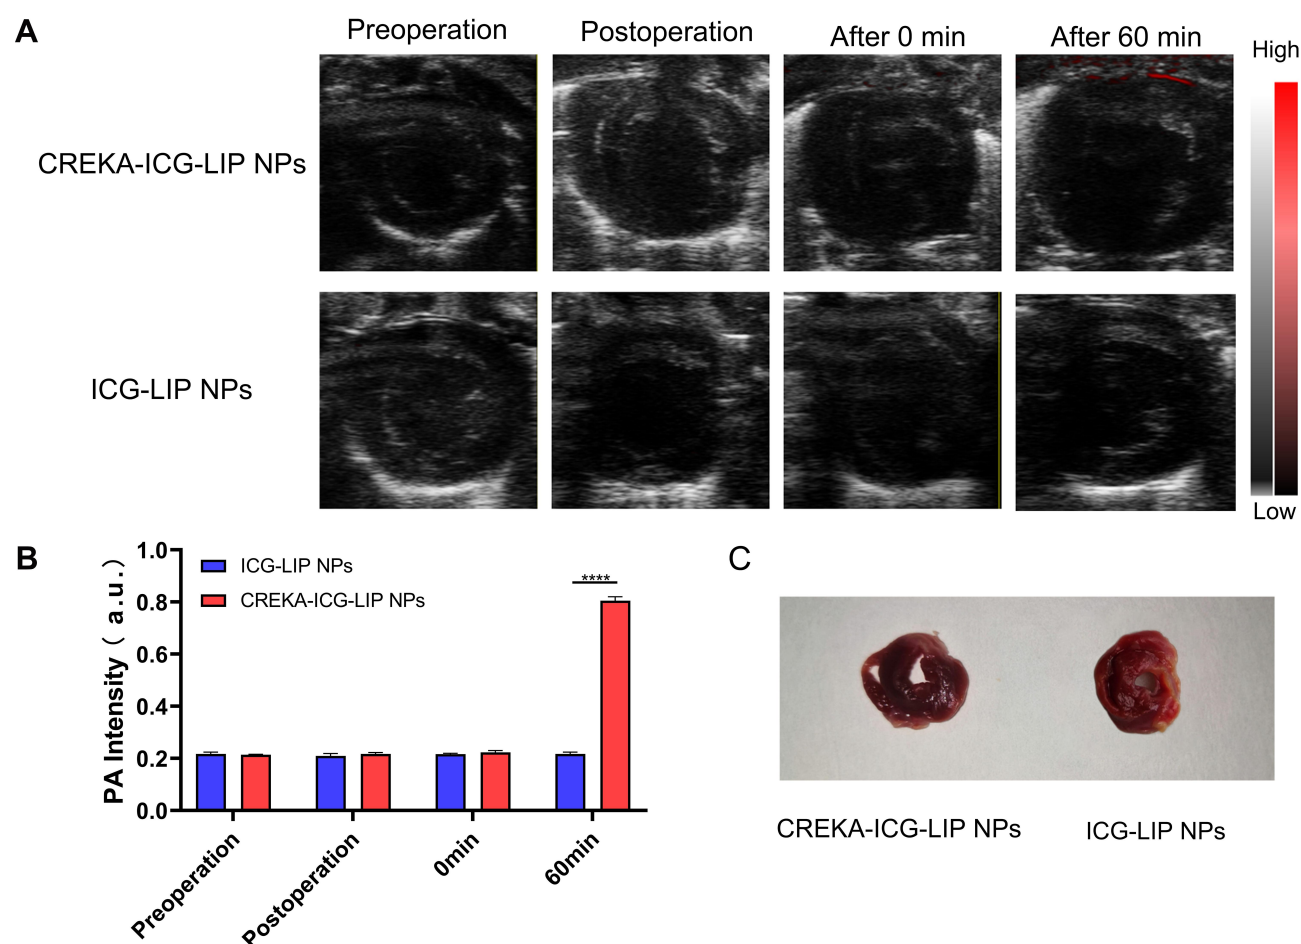 A
Preoperation
Postoperation
After 0 min
After 60 min
High
CREKA-ICG-LIP NPs
ICG-LIP NPs
Low
B
PA Intensity（ a.u.）
1.0
0.8
0.6
0.4
0.2
0.0
ICG-LIP NPs
CREKA-ICG-LIP NPs
****
Preoperation
Postoperation
0min
60min
C
CREKA-ICG-LIP NPs
ICG-LIP NPs